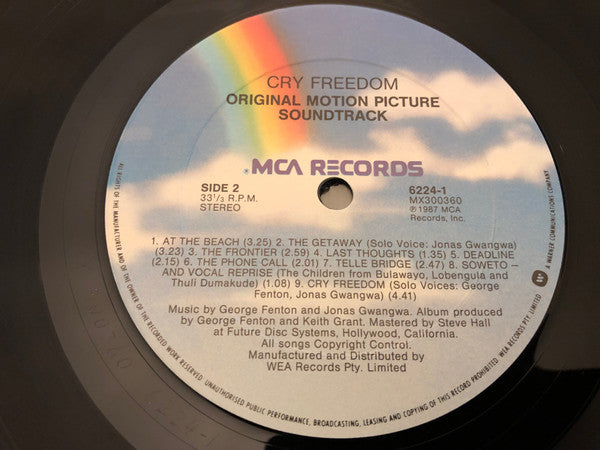 CRY FREEDOM
ORIGINAL MOTION PICTURE
SOUNDTRACK
MCA RECORDS
SIDE 2
33 1/3 R.P.M.
STEREO
6224-1
MX300360
℗ 1987 MCA
Records, Inc.
1. AT THE BEACH (3.25) 2. THE GETAWAY (Solo Voice: Jonas Gwangwa)
(3.23) 3. THE FRONTIER (2.59) 4. LAST THOUGHTS (1.35) 5. DEADLINE
(2.15) 6. THE PHONE CALL (2.01) 7. TELLE BRIDGE (2.47) 8. SOWETO –
AND VOCAL REPRISE (The Children from Bulawayo, Lobengula and
Thuli Dumakude) (1.08) 9. CRY FREEDOM (Solo Voices: George
Fenton, Jonas Gwangwa) (4.41)
Music by George Fenton and Jonas Gwangwa. Album produced
by George Fenton and Keith Grant. Mastered by Steve Hall
at Future Disc Systems, Hollywood, California.
All songs Copyright Control.
Manufactured and Distributed by
WEA Records Pty. Limited
ALL RIGHTS OF THE MANUFACTURER AND OF THE OWNER OF THE RECORDED WORK RESERVED. UNAUTHORISED PUBLIC PERFORMANCE, BROADCASTING, LEASING AND COPYING OF THIS RECORD PROHIBITED. WEA RECORDS PTY. LIMITED
A WARNER COMMUNICATIONS COMPANY.